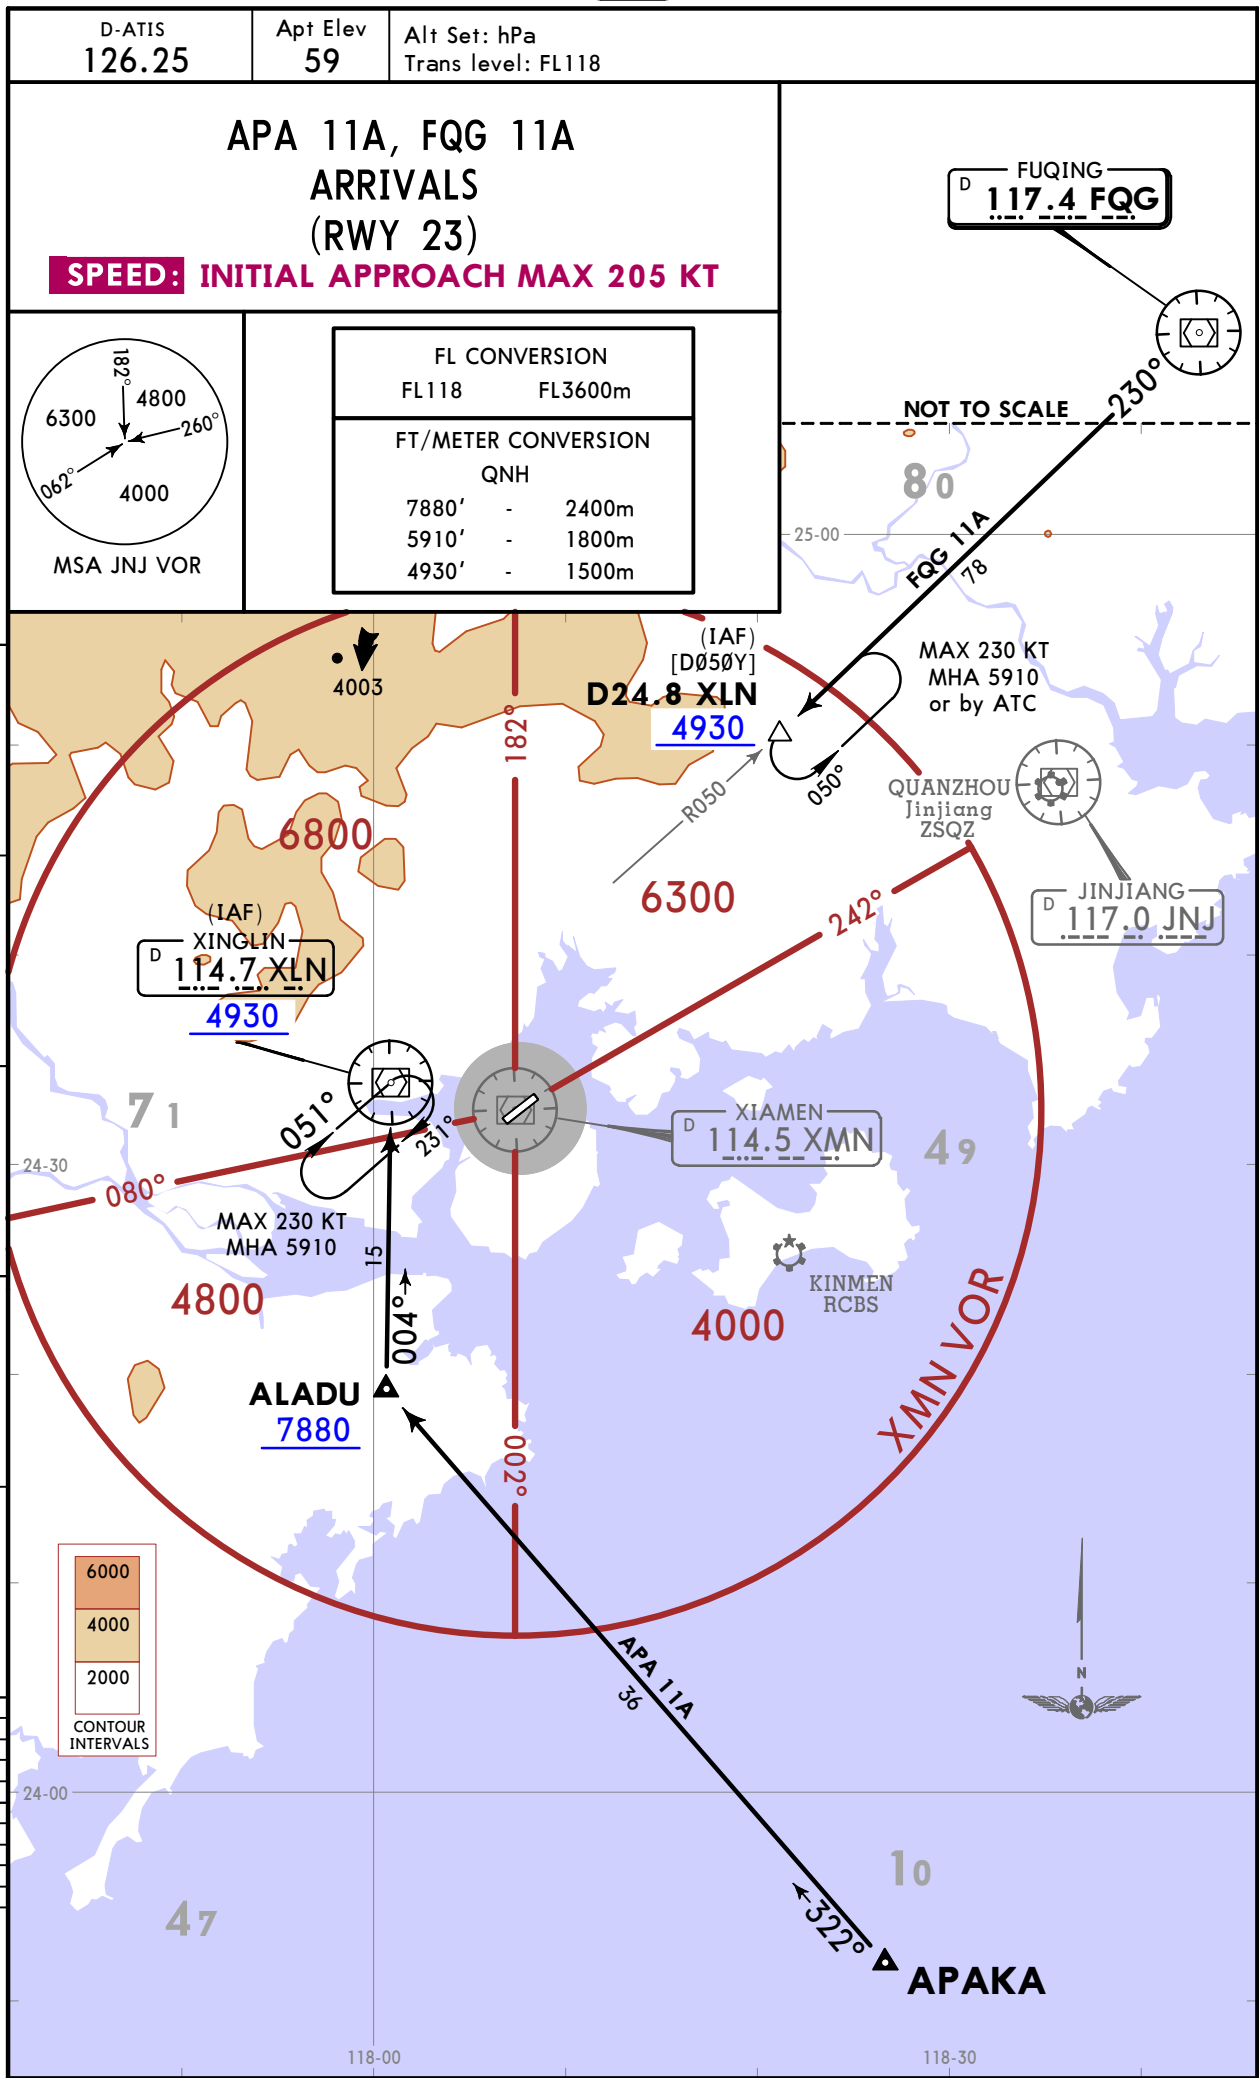 D-ATIS
126.25
Apt Elev
59
Alt Set: hPa
Trans level: FL118
APA 11A, FQG 11A
ARRIVALS
(RWY 23)
SPEED: INITIAL APPROACH MAX 205 KT
182°
4800
6300
260°
062°
4000
MSA JNJ VOR
FL CONVERSION
FL118 FL3600m
FT/METER CONVERSION
QNH
7880' - 2400m
5910' - 1800m
4930' - 1500m
FUQING
D 117.4 FQG
230°
NOT TO SCALE
80
25-00
FQG 11A
78
(IAF)
[DØ5ØY]
D24.8 XLN
4930
MAX 230 KT
MHA 5910
or by ATC
4003
182°
R050
050°
QUANZHOU
Jinjiang
ZSQZ
6800
6300
242°
JINJIANG
D 117.0 JNJ
(IAF)
XINGLIN
D 114.7 XLN
4930
71
051°
231°
XIAMEN
D 114.5 XMN
49
24-30
080°
MAX 230 KT
MHA 5910
15
KINMEN
RCBS
4800
004°
4000
XMN VOR
ALADU
7880
002°
6000
4000
2000
CONTOUR
INTERVALS
APA 11A
36
N
24-00
10
47
322°
APAKA
118-00
118-30